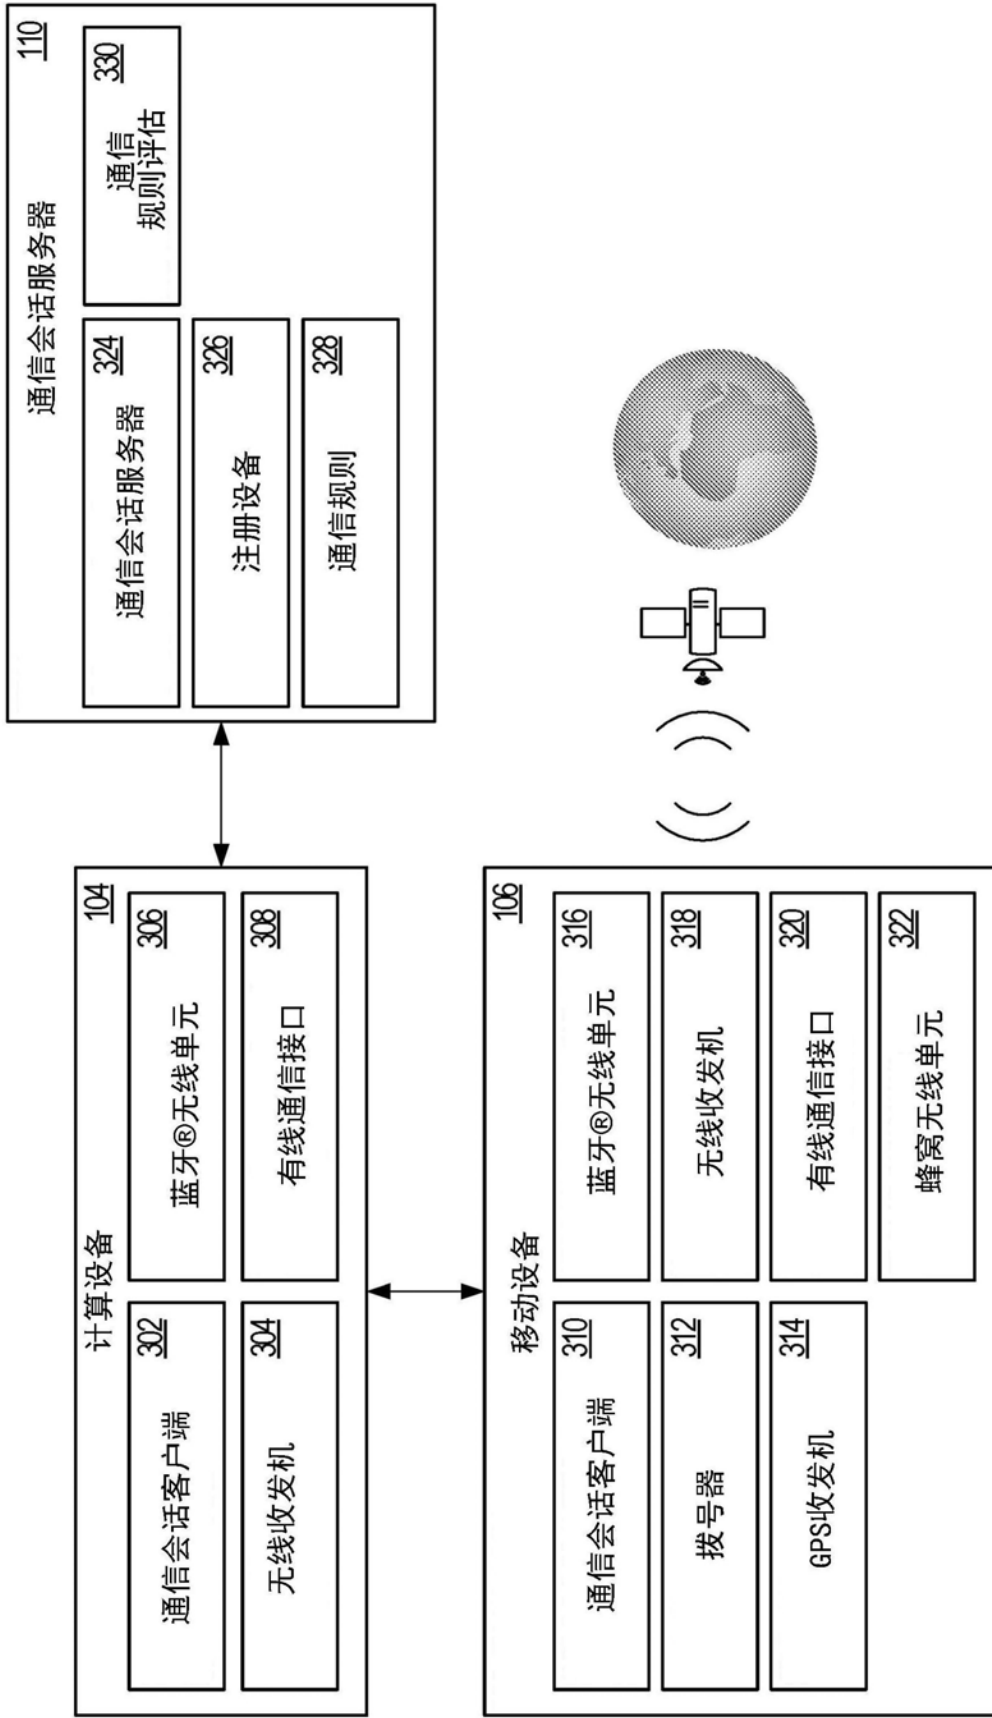 计算设备
104
通信会话客户端
302
蓝牙®无线单元
306
无线收发机
304
有线通信接口
308
通信会话服务器
110
通信会话服务器
324
通信
规则评估
330
注册设备
326
通信规则
328
移动设备
106
通信会话客户端
310
蓝牙®无线单元
316
拨号器
312
无线收发机
318
GPS收发机
314
有线通信接口
320
蜂窝无线单元
322